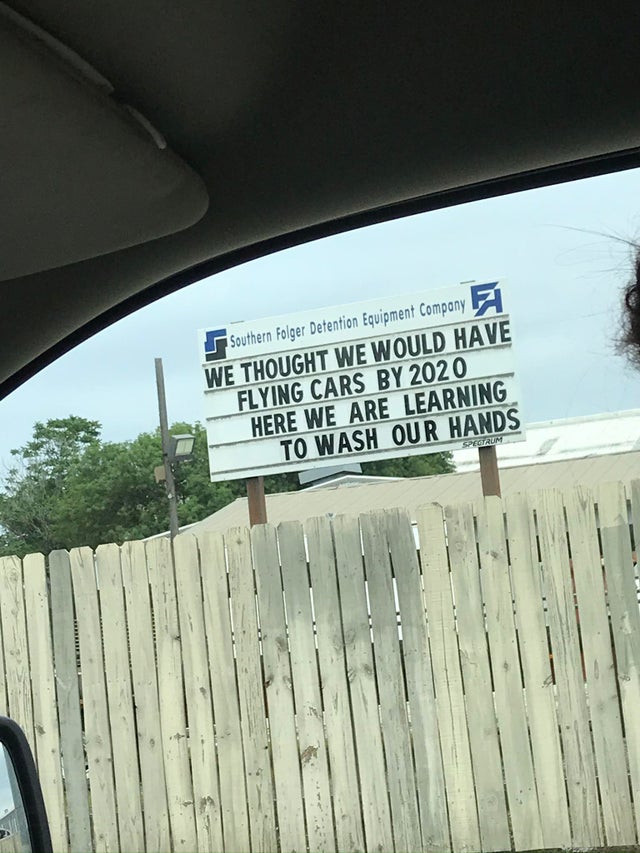 Southern Folger Detention Equipment Company
WE THOUGHT WE WOULD HAVE
FLYING CARS BY 2020
HERE WE ARE LEARNING
TO WASH OUR HANDS
SPECTRUM